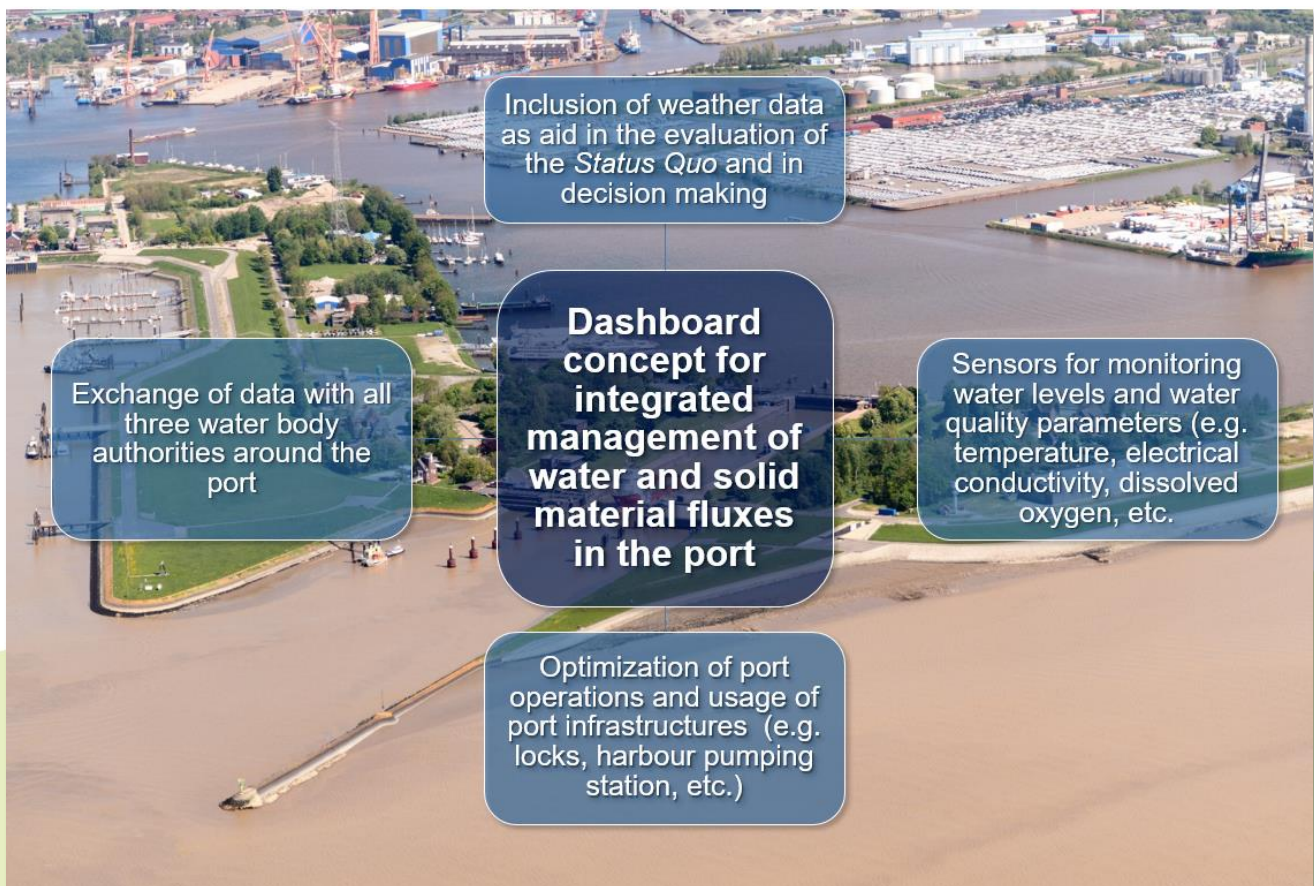 Inclusion of weather data
as aid in the evaluation of
the Status Quo and in
decision making
Dashboard
concept for
integrated
management of
water and solid
material fluxes
in the port
Exchange of data with all
three water body
authorities around the
port
Sensors for monitoring
water levels and water
quality parameters (e.g.
temperature, electrical
conductivity, dissolved
oxygen, etc.
Optimization of port
operations and usage of
port infrastructures (e.g.
locks, harbour pumping
station, etc.)